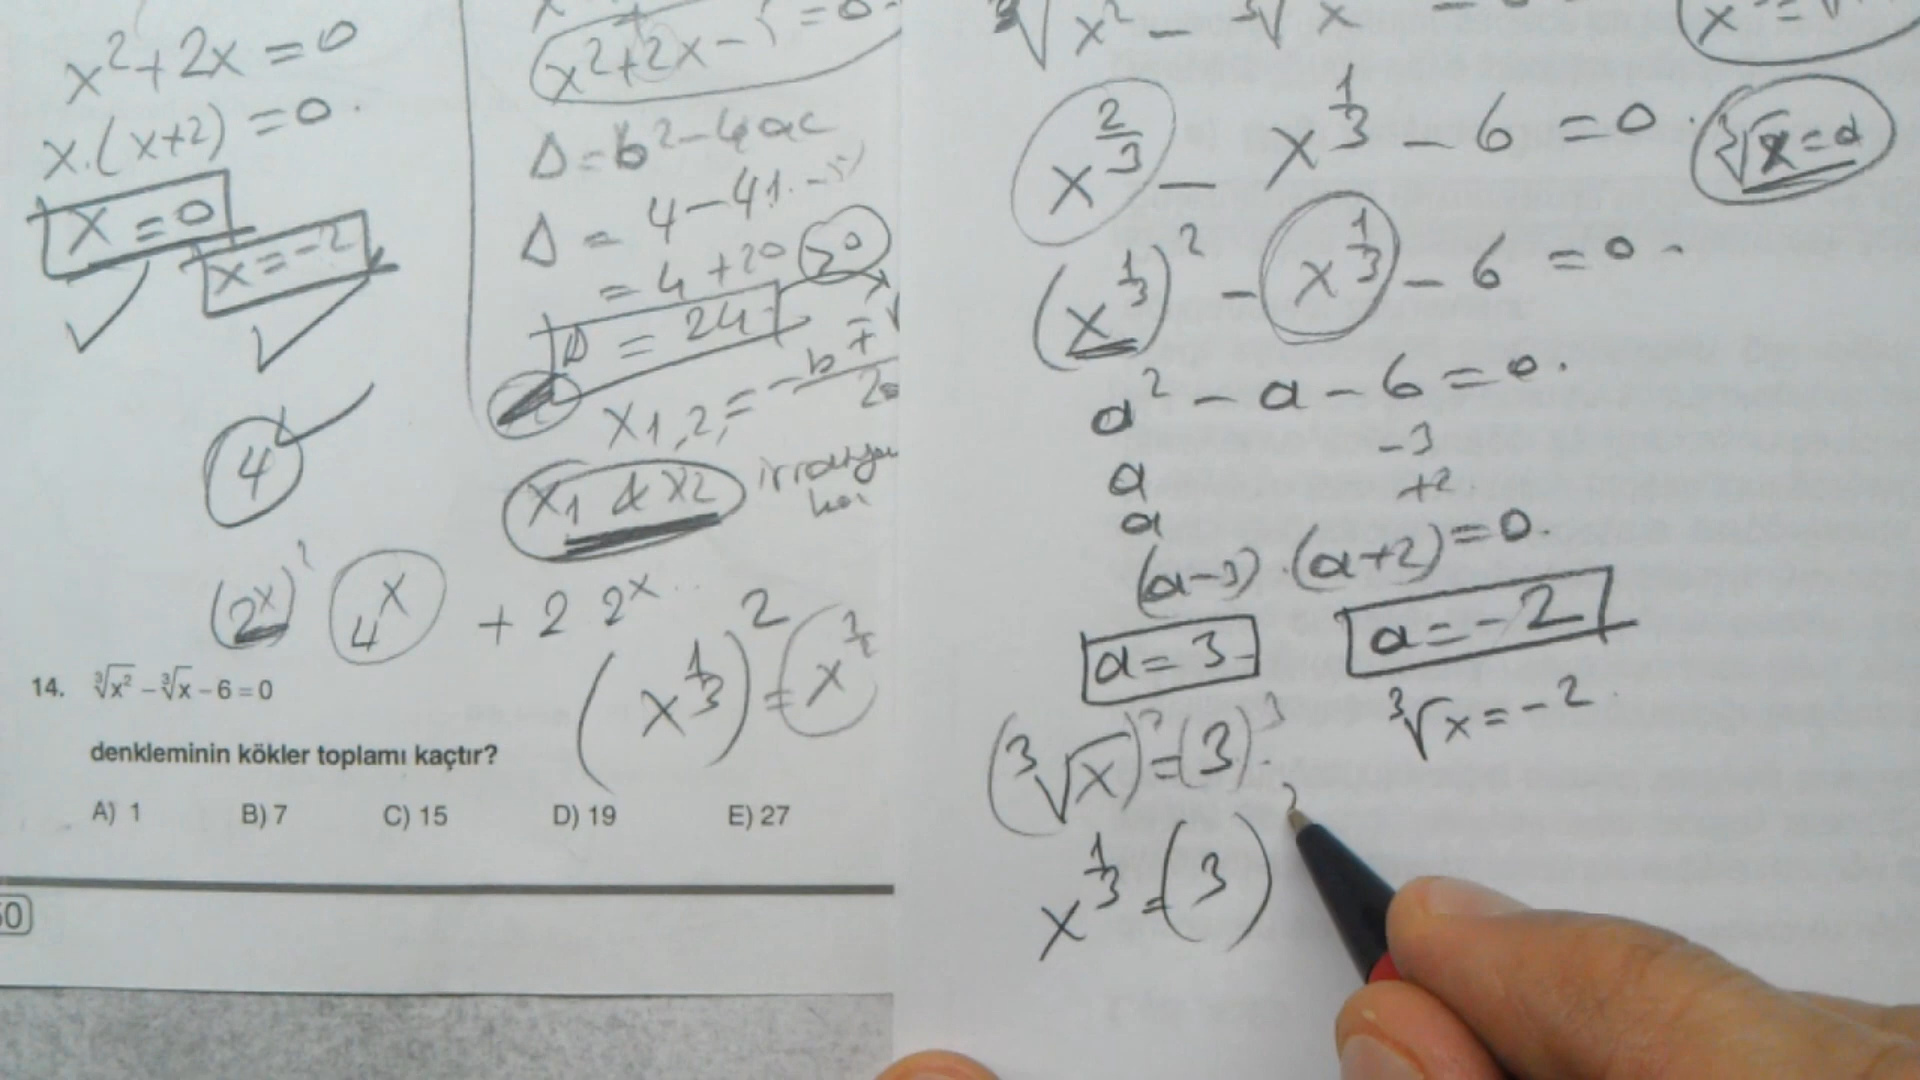 x² + 2x = 0
x.(x+2) = 0.
x = 0
x = -2
4
x² + 2x -
Δ = b² - 4ac
Δ = 4 - 4.1.-5
= 4 + 20 > 0
Δ = 24
x₁,₂ =
x₁ & x₂
(2ˣ)² 4ˣ + 2 2ˣ
(x^{1/3})² =
14. ∛x² - ∛x - 6 = 0
denkleminin kökler toplamı kaçtır?
A) 1 B) 7 C) 15 D) 19 E) 27
x^{2/3} - x^{1/3} - 6 = 0. ∛x = a
(x^{1/3})² - x^{1/3} - 6 = 0
a² - a - 6 = 0.
a -3
a +2
(a-3).(a+2) = 0.
a = 3 a = -2
(∛x)³ = (3)³ ∛x = -2
x^{1/3} = (3)